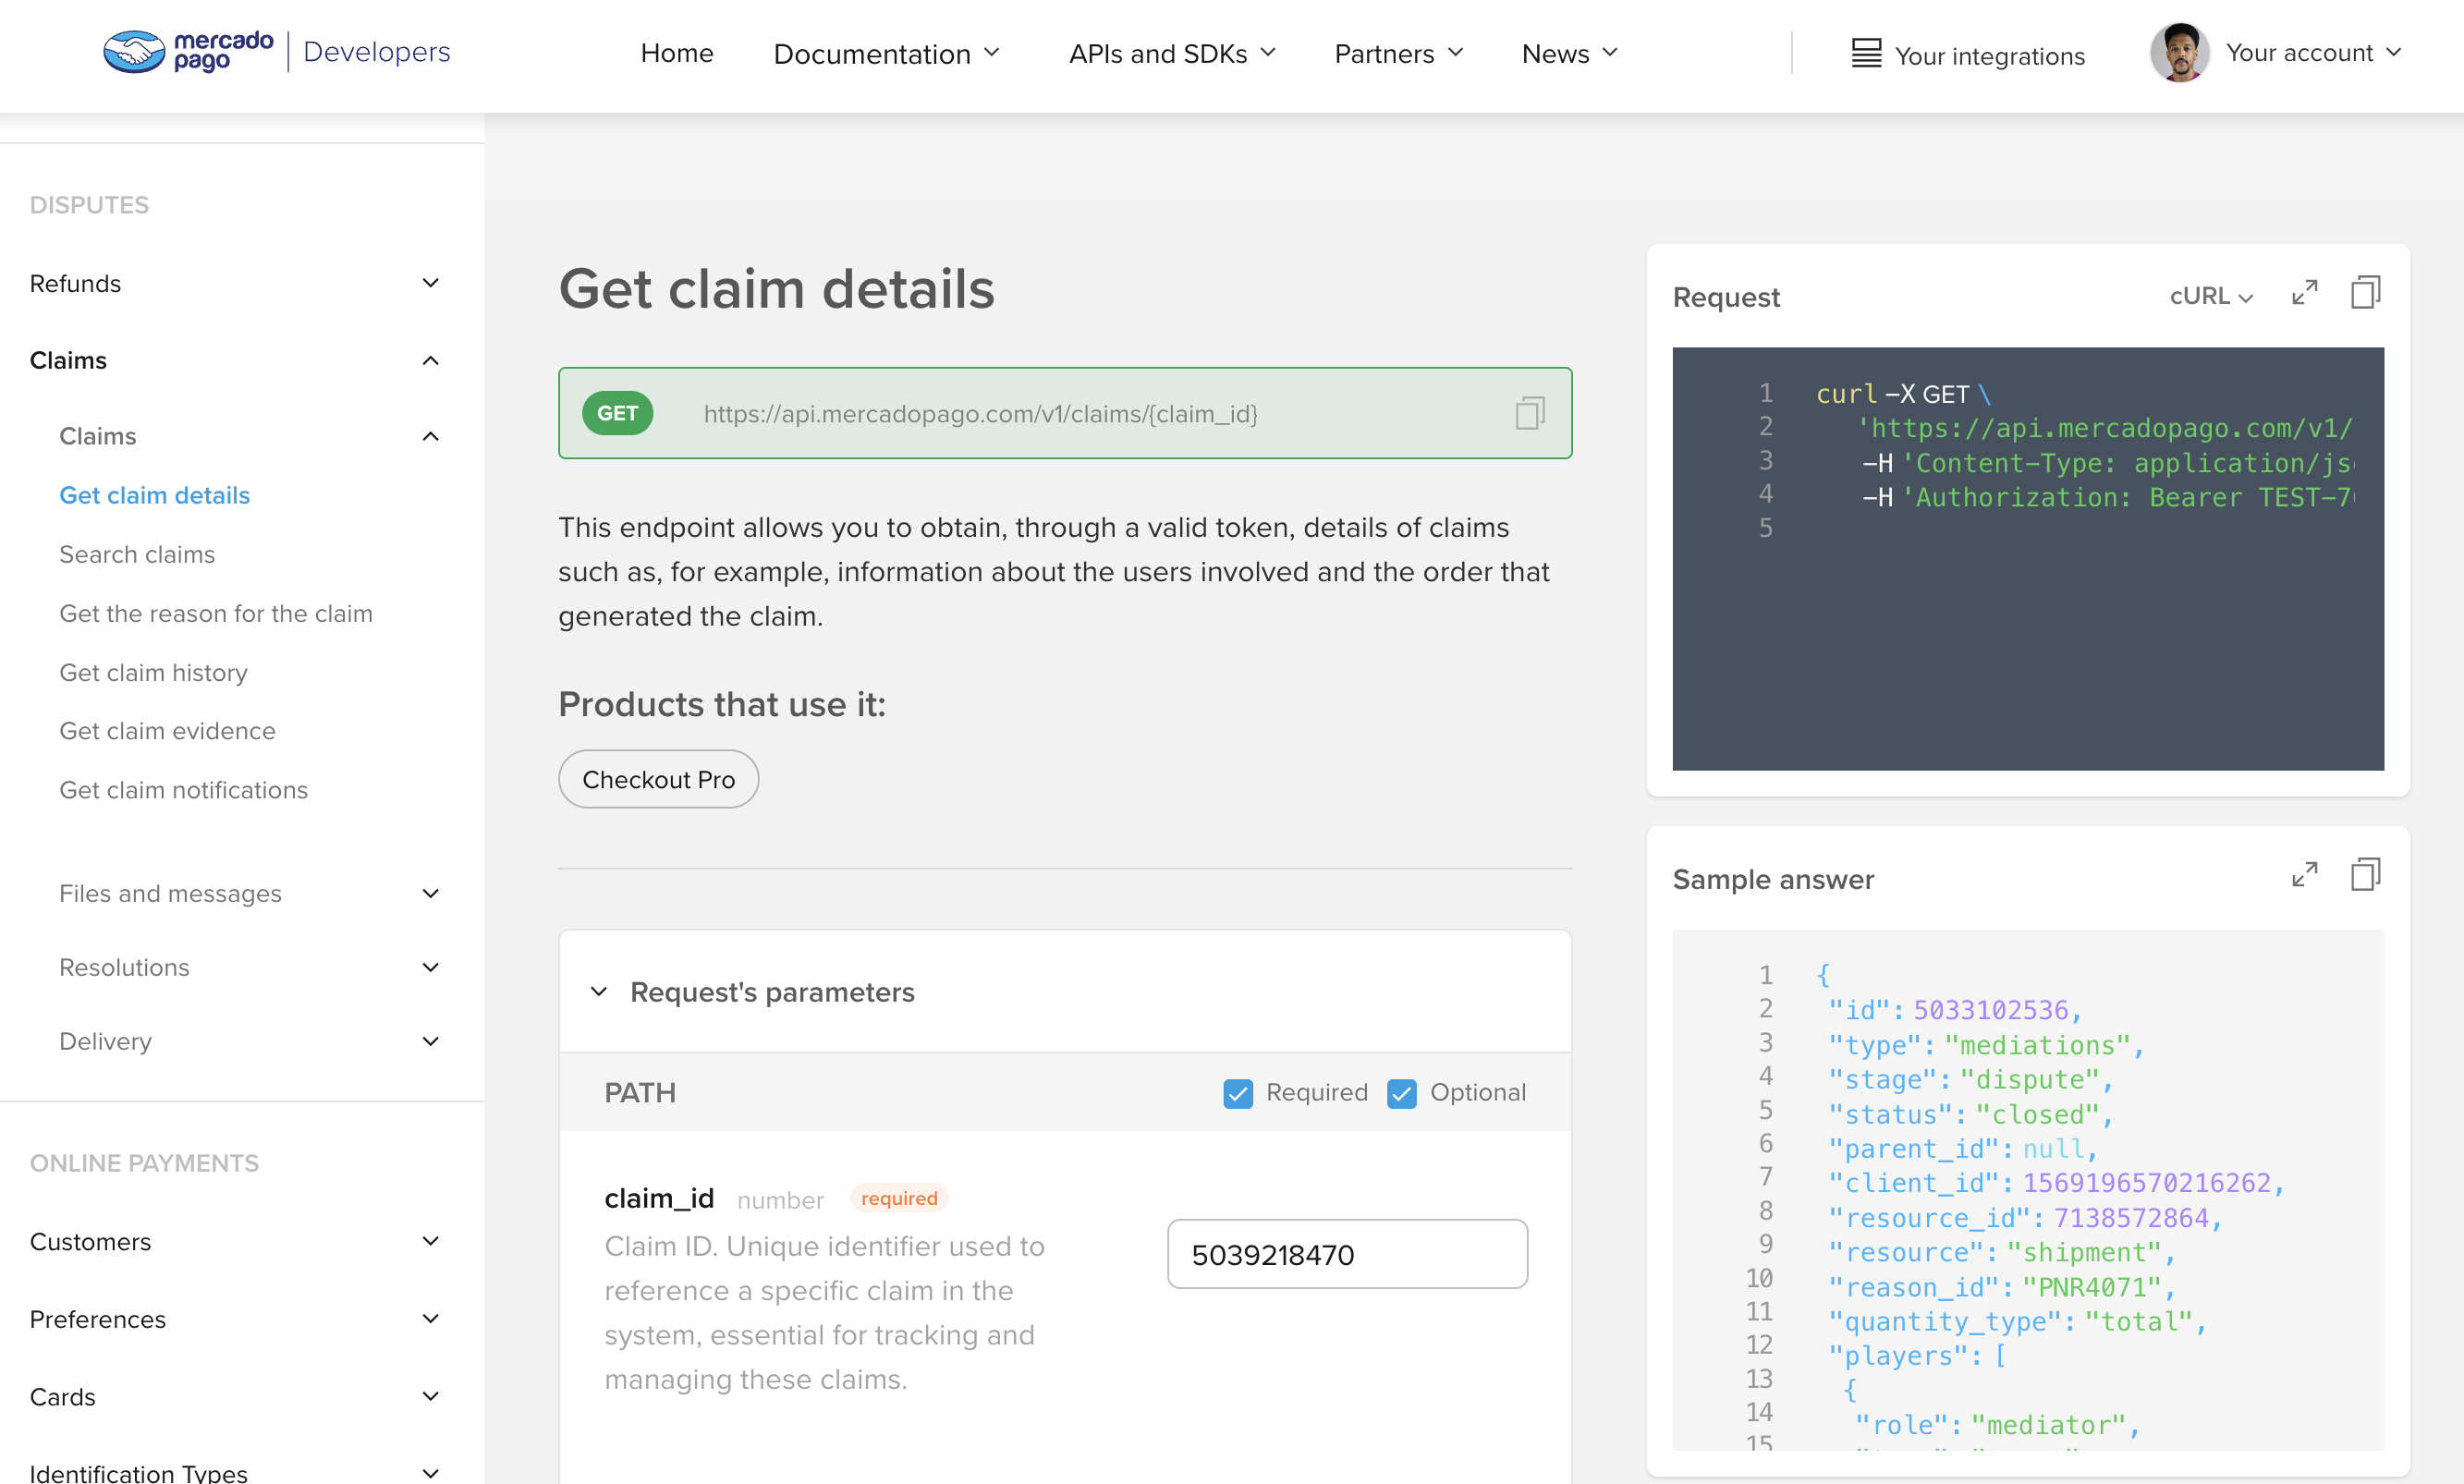 mercado pago | Developers
Home
Documentation
APIs and SDKs
Partners
News
Your integrations
Your account
DISPUTES
Refunds
Claims
Claims
Get claim details
Search claims
Get the reason for the claim
Get claim history
Get claim evidence
Get claim notifications
Files and messages
Resolutions
Delivery
ONLINE PAYMENTS
Customers
Preferences
Cards
Identification Types
Get claim details
GET https://api.mercadopago.com/v1/claims/{claim_id}
This endpoint allows you to obtain, through a valid token, details of claims
such as, for example, information about the users involved and the order that
generated the claim.
Products that use it:
Checkout Pro
Request's parameters
PATH Required Optional
claim_id number required
Claim ID. Unique identifier used to
reference a specific claim in the
system, essential for tracking and
managing these claims.
5039218470
Request cURL
1 curl -X GET \
2 'https://api.mercadopago.com/v1/
3 -H 'Content-Type: application/js
4 -H 'Authorization: Bearer TEST-7
5
Sample answer
1 {
2 "id": 5033102536,
3 "type": "mediations",
4 "stage": "dispute",
5 "status": "closed",
6 "parent_id": null,
7 "client_id": 1569196570216262,
8 "resource_id": 7138572864,
9 "resource": "shipment",
10 "reason_id": "PNR4071",
11 "quantity_type": "total",
12 "players": [
13 {
14 "role": "mediator",
15